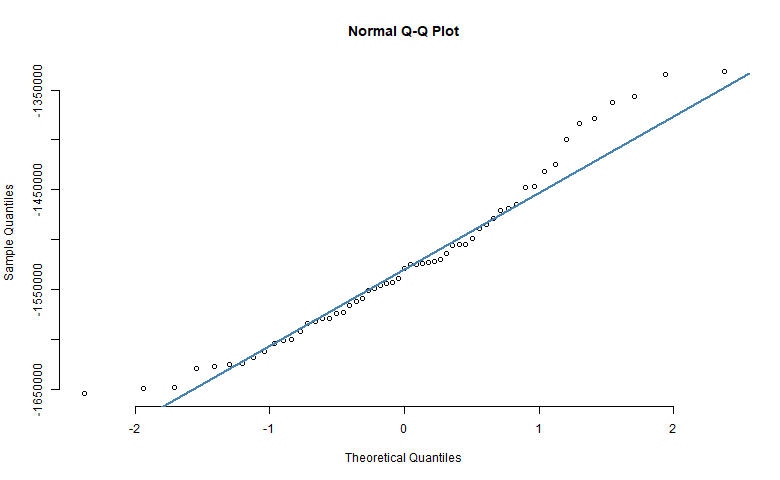 Normal Q-Q Plot
-1350000
-1450000
-1550000
-1650000
Sample Quantiles
-2 -1 0 1 2
Theoretical Quantiles